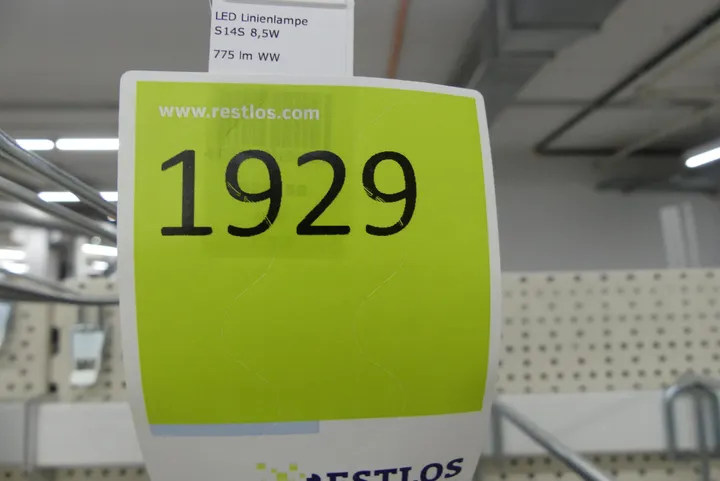 LED Linienlampe
S14S 8,5W
775 lm WW
www.restlos.com
1929
RESTLOS